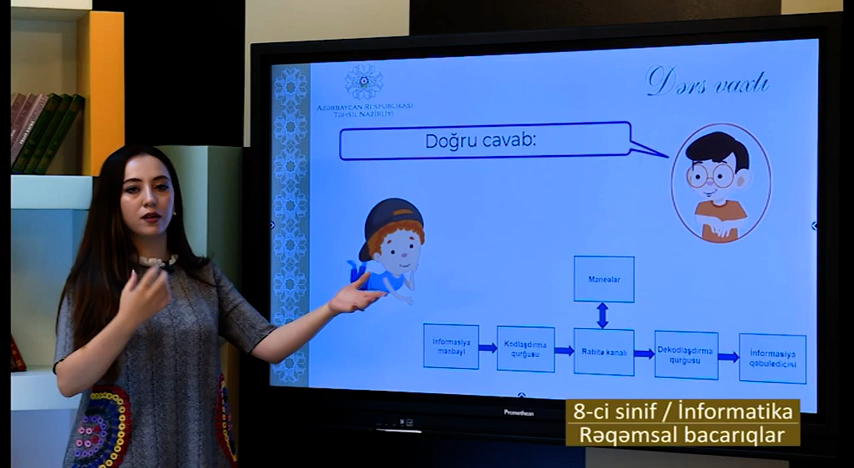 AZƏRBAYCAN RESPUBLİKASI
TƏHSİL NAZİRLİYİ
Dərs vaxtı
Doğru cavab:
Maneələr
İnformasiya
mənbəyi
Kodlaşdırma
qurğusu
Rabitə kanalı
Dekodlaşdırma
qurğusu
İnformasiya
qəbuledicisi
Promethean
8-ci sinif / İnformatika
Rəqəmsal bacarıqlar